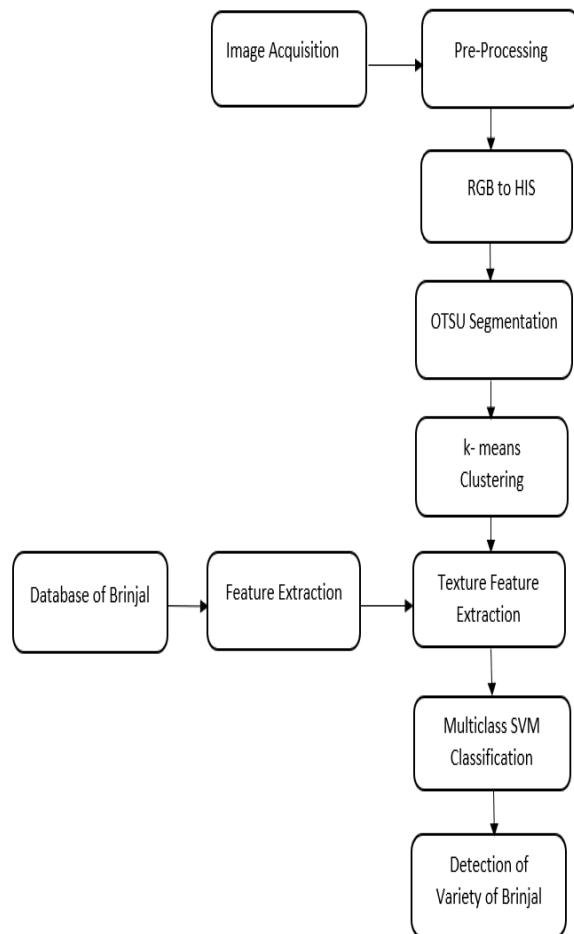 Image Acquisition
Pre-Processing
RGB to HIS
OTSU Segmentation
k- means
Clustering
Database of Brinjal
Feature Extraction
Texture Feature
Extraction
Multiclass SVM
Classification
Detection of
Variety of Brinjal